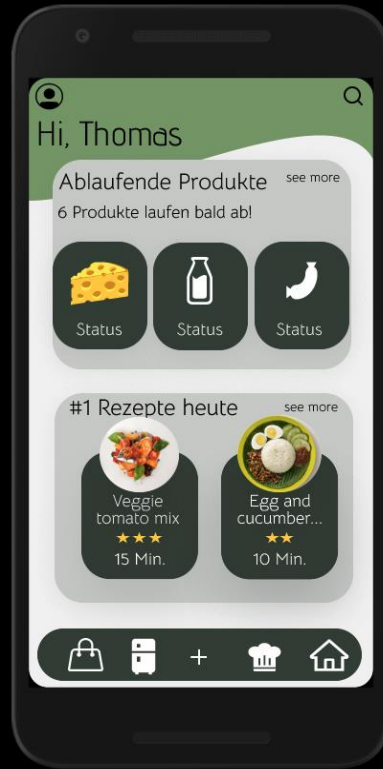 Hi, Thomas
Ablaufende Produkte see more
6 Produkte laufen bald ab!
Status Status Status
#1 Rezepte heute see more
Veggie
tomato mix
15 Min.
Egg and
cucumber...
10 Min.